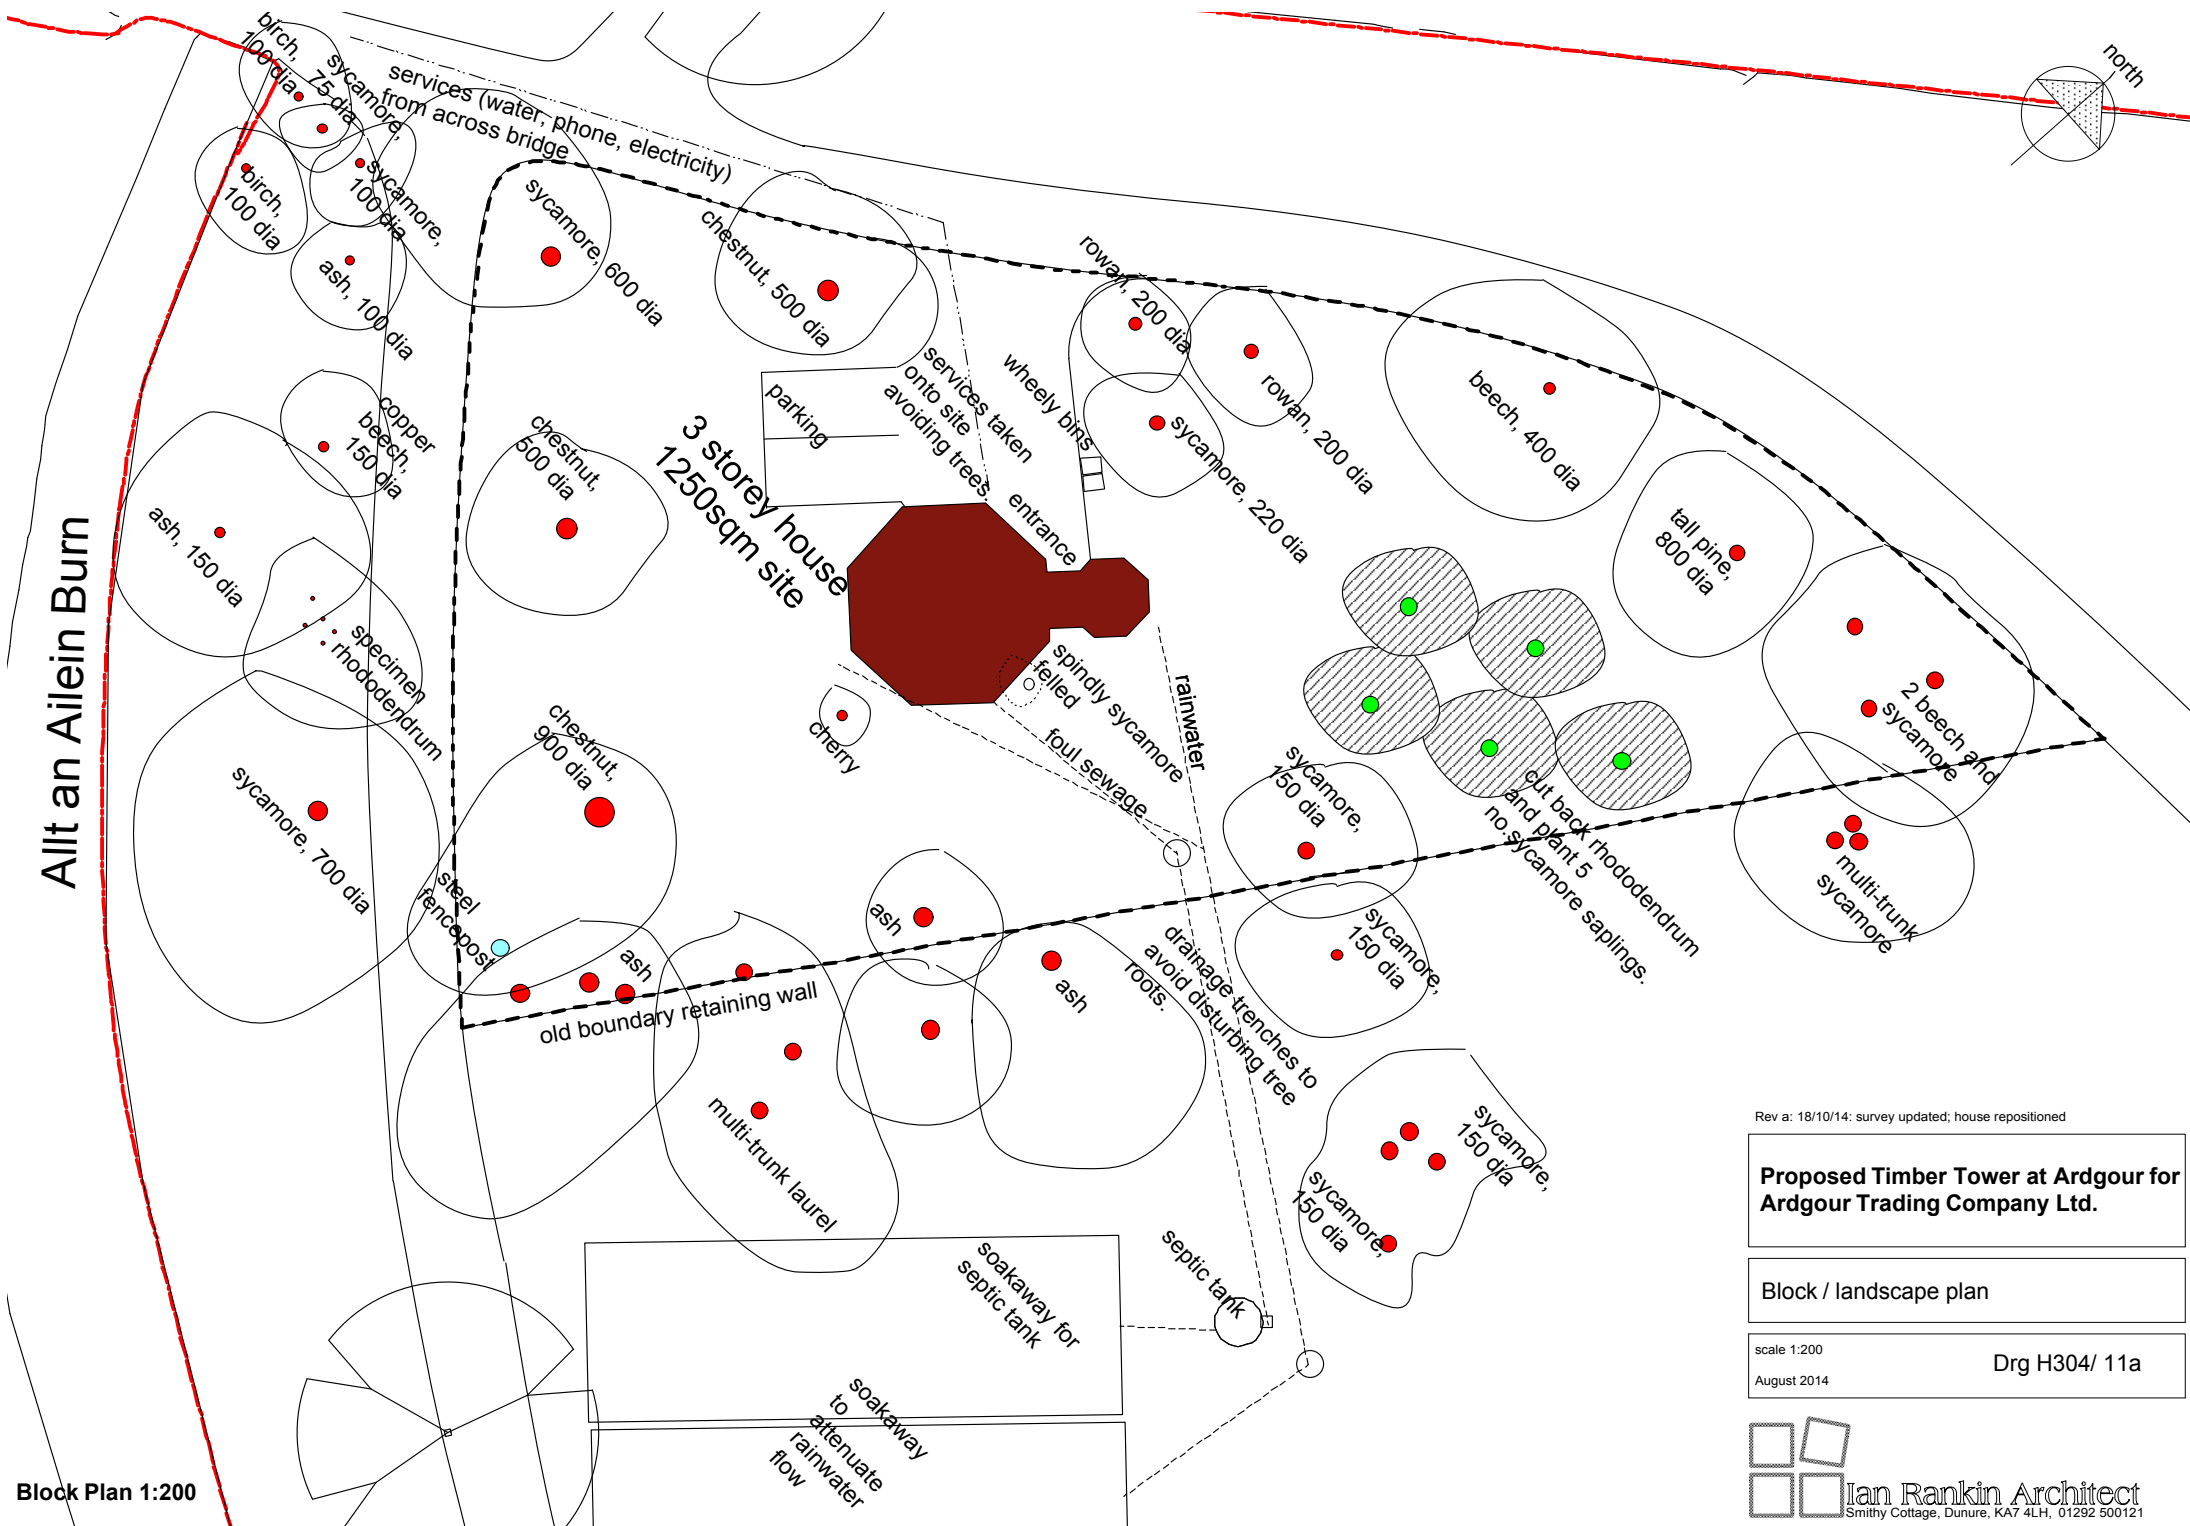 birch,
100 dia
sycamore,
75 dia
services (water, phone, electricity)
from across bridge
north
birch,
100 dia
sycamore,
100 dia
sycamore, 600 dia
chestnut, 500 dia
ash, 100 dia
rowan, 200 dia
rowan, 200 dia
beech, 400 dia
services taken
onto site
avoiding trees.
wheely bins
parking
copper
beech,
150 dia
chestnut,
500 dia
3 storey house
1250sqm site
sycamore, 220 dia
entrance
tall pine,
800 dia
ash, 150 dia
Allt an Ailein Burn
specimen
rhododendrum
spindly sycamore
felled
rainwater
cherry
foul sewage
chestnut,
900 dia
sycamore, 700 dia
sycamore,
150 dia
2 beech and
sycamore
cut back rhododendrum
and plant 5
no.sycamore saplings.
multi-trunk
sycamore
steel
fencepost
ash
ash
ash
old boundary retaining wall
sycamore,
150 dia
drainage trenches to
avoid disturbing tree
roots.
multi-trunk laurel
sycamore,
150 dia
sycamore,
150 dia
septic tank
soakaway for
septic tank
soakaway
to
attenuate
rainwater
flow
Rev a: 18/10/14: survey updated; house repositioned
Proposed Timber Tower at Ardgour for
Ardgour Trading Company Ltd.
Block / landscape plan
scale 1:200
August 2014
Drg H304/ 11a
Ian Rankin Architect
Smithy Cottage, Dunure, KA7 4LH, 01292 500121
Block Plan 1:200